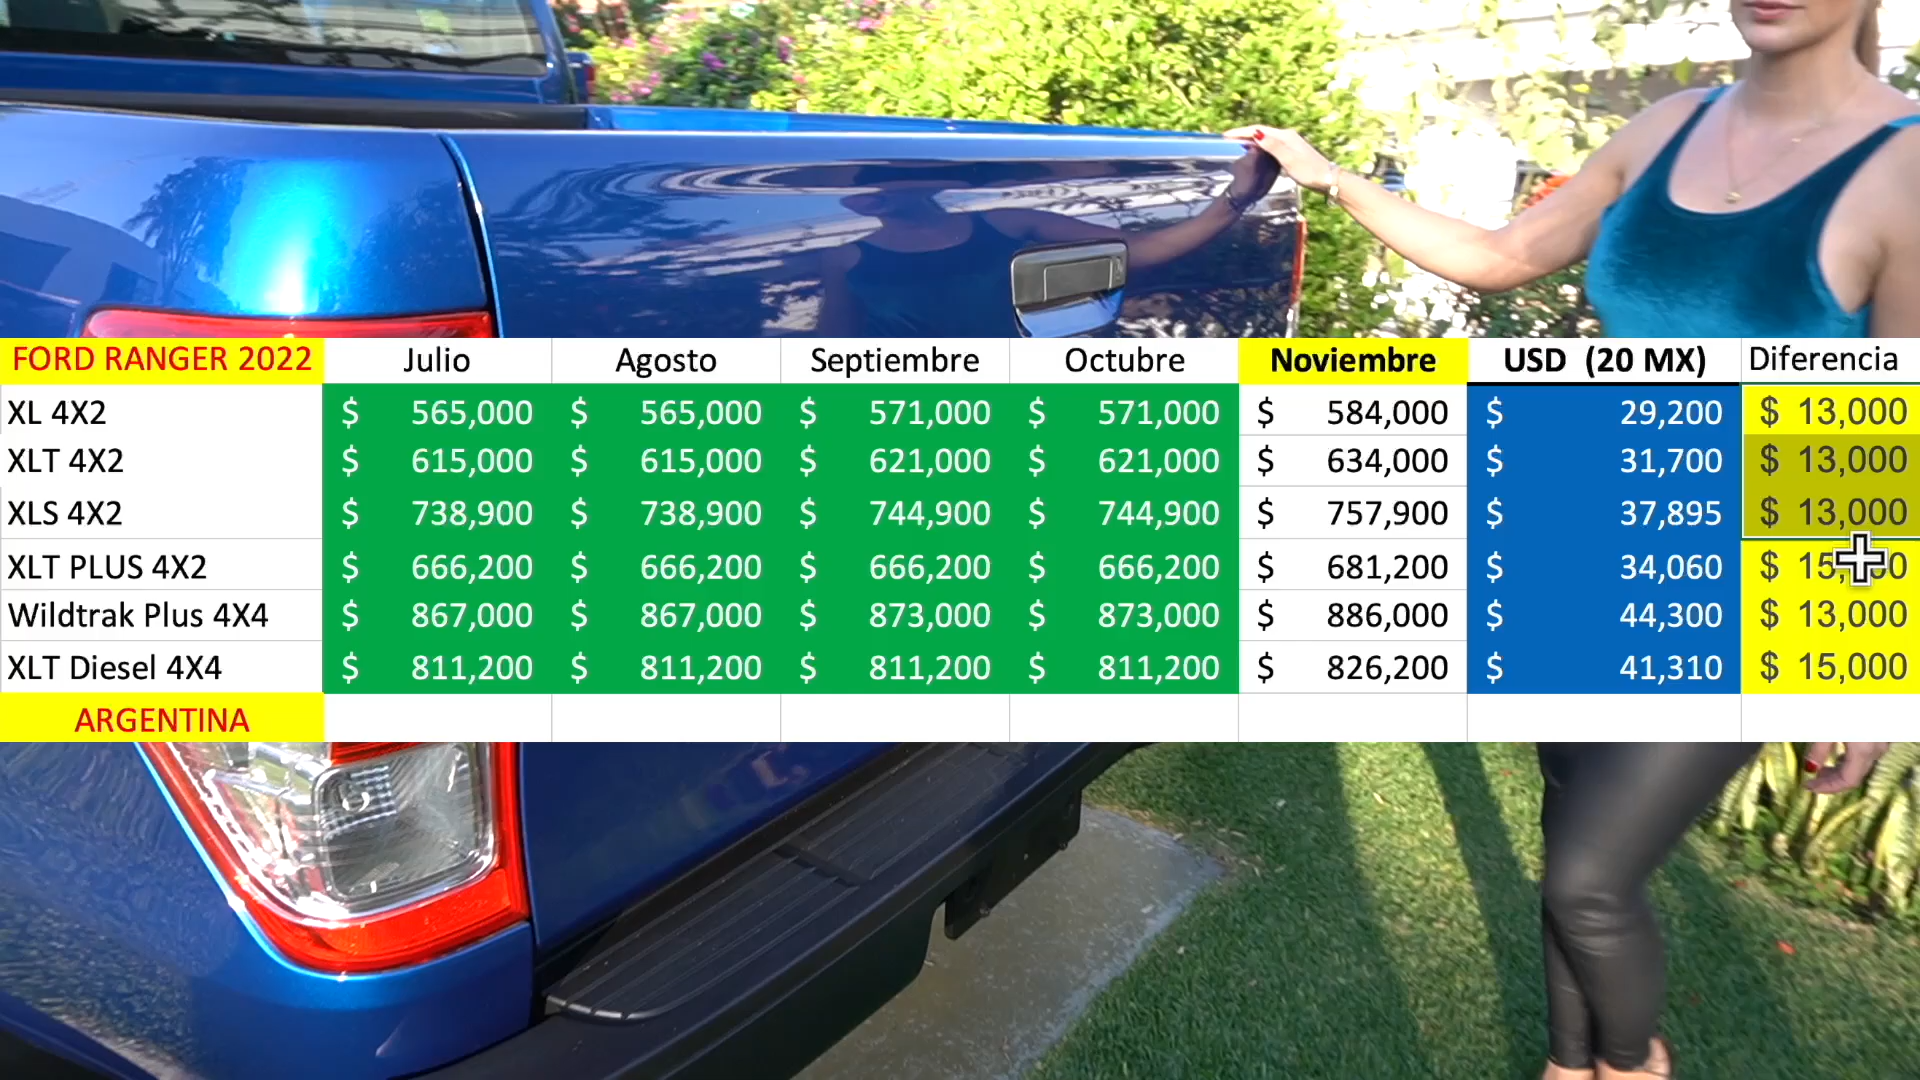 FORD RANGER 2022 Julio Agosto Septiembre Octubre Noviembre USD (20 MX) Diferencia
XL 4X2 $ 565,000 $ 565,000 $ 571,000 $ 571,000 $ 584,000 $ 29,200 $ 13,000
XLT 4X2 $ 615,000 $ 615,000 $ 621,000 $ 621,000 $ 634,000 $ 31,700 $ 13,000
XLS 4X2 $ 738,900 $ 738,900 $ 744,900 $ 744,900 $ 757,900 $ 37,895 $ 13,000
XLT PLUS 4X2 $ 666,200 $ 666,200 $ 666,200 $ 666,200 $ 681,200 $ 34,060 $
Wildtrak Plus 4X4 $ 867,000 $ 867,000 $ 873,000 $ 873,000 $ 886,000 $ 44,300 $ 13,000
XLT Diesel 4X4 $ 811,200 $ 811,200 $ 811,200 $ 811,200 $ 826,200 $ 41,310 $ 15,000
ARGENTINA